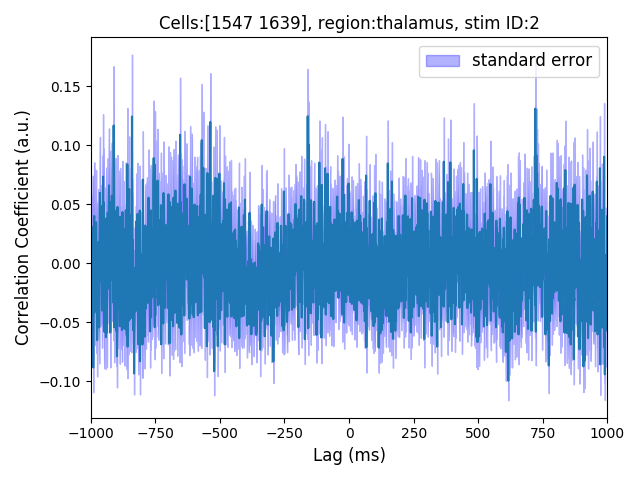 Cells:[1547 1639], region:thalamus, stim ID:2
standard error
Correlation Coefficient (a.u.)
0.15
0.10
0.05
0.00
−0.05
−0.10
−1000 −750 −500 −250 0 250 500 750 1000
Lag (ms)